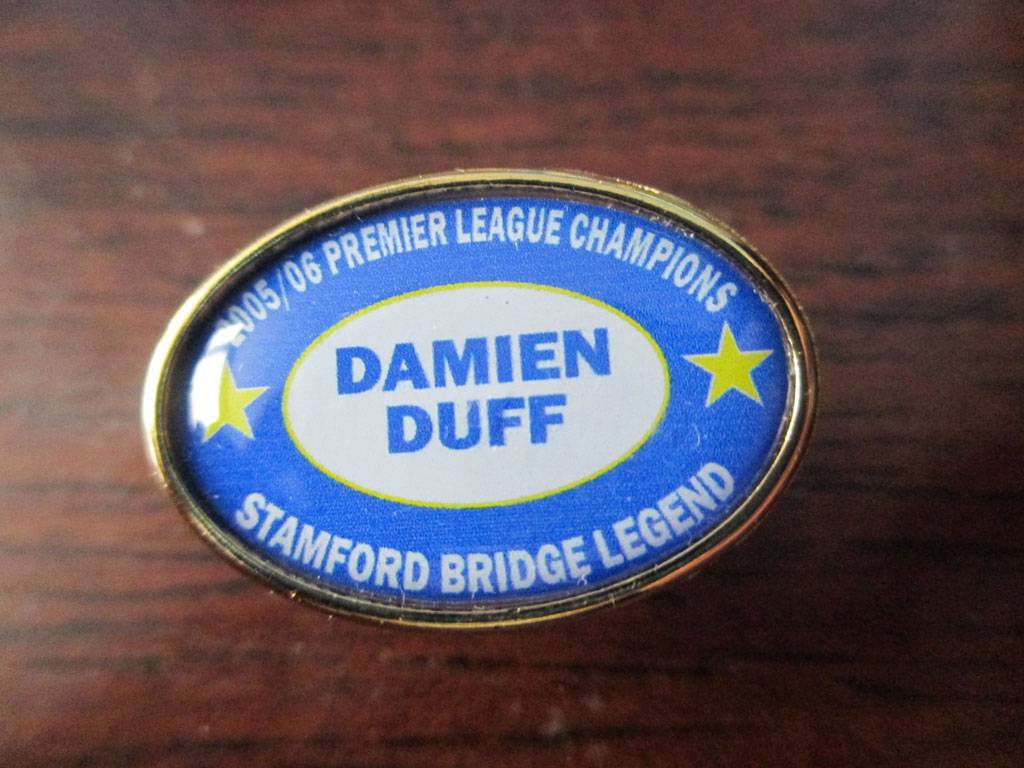 2005/06 PREMIER LEAGUE CHAMPIONS
DAMIEN
DUFF
STAMFORD BRIDGE LEGEND